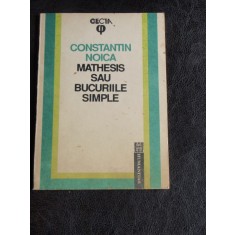 CONSTANTIN
NOICA
MATHESIS
SAU
BUCURIILE
SIMPLE